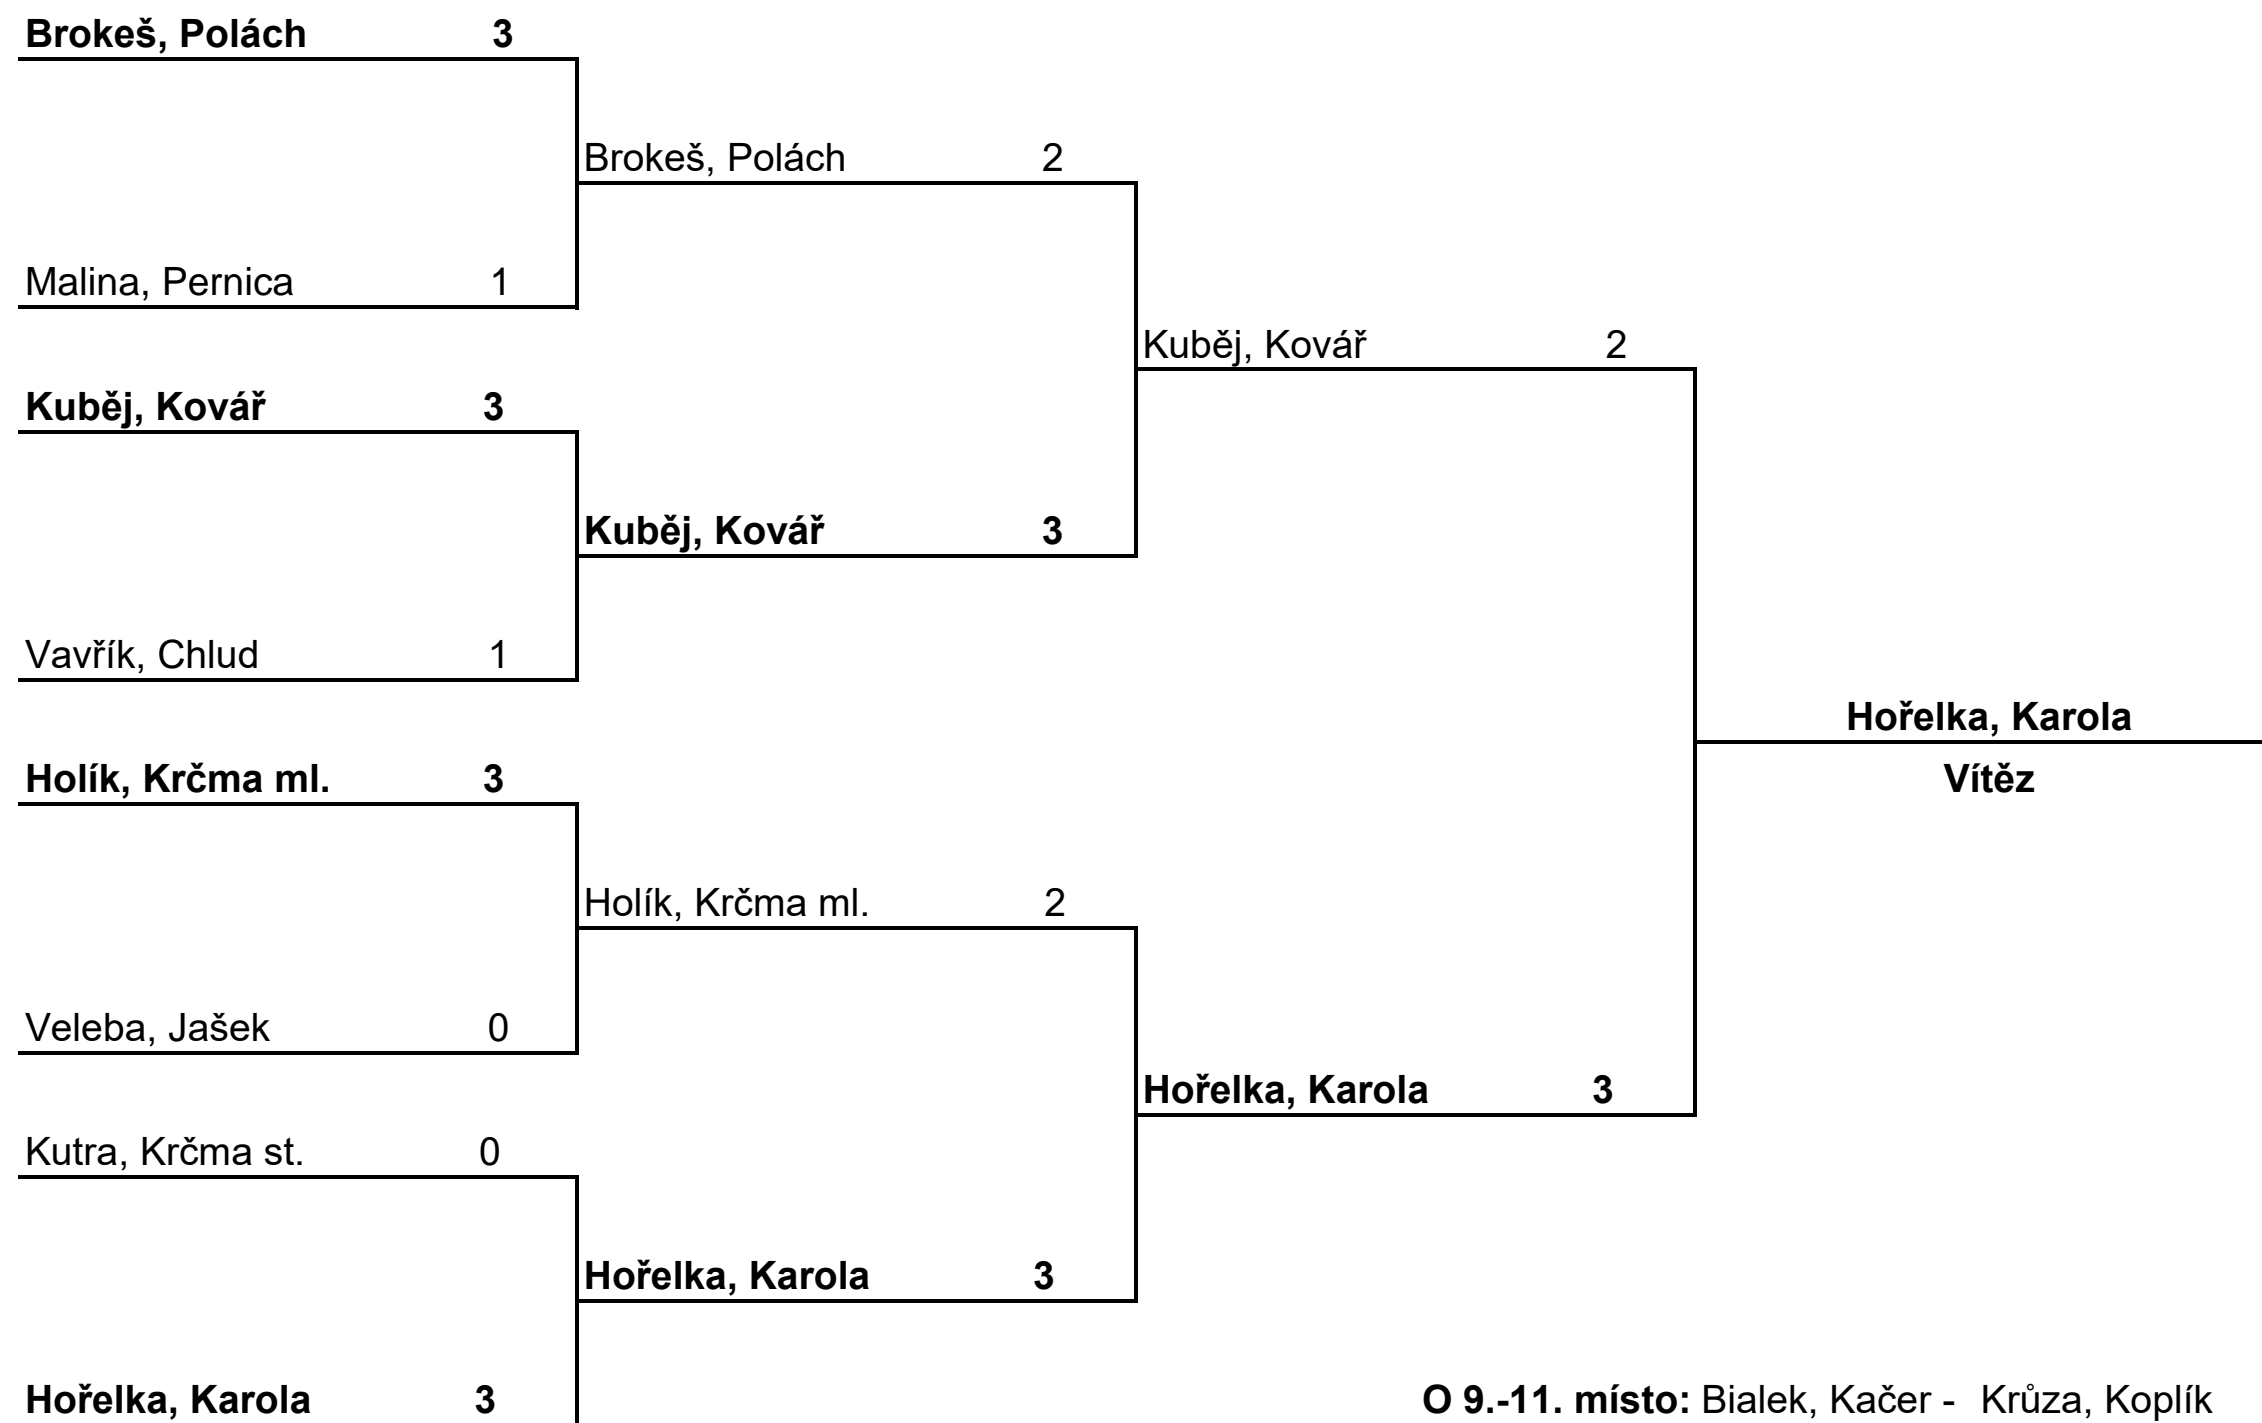 Brokeš, Polách 3
Brokeš, Polách 2
Malina, Pernica 1
Kuběj, Kovář 2
Kuběj, Kovář 3
Kuběj, Kovář 3
Vavřík, Chlud 1
Hořelka, Karola
Holík, Krčma ml. 3
Vítěz
Holík, Krčma ml. 2
Veleba, Jašek 0
Hořelka, Karola 3
Kutra, Krčma st. 0
Hořelka, Karola 3
Hořelka, Karola 3
O 9.-11. místo: Bialek, Kačer - Krůza, Koplík